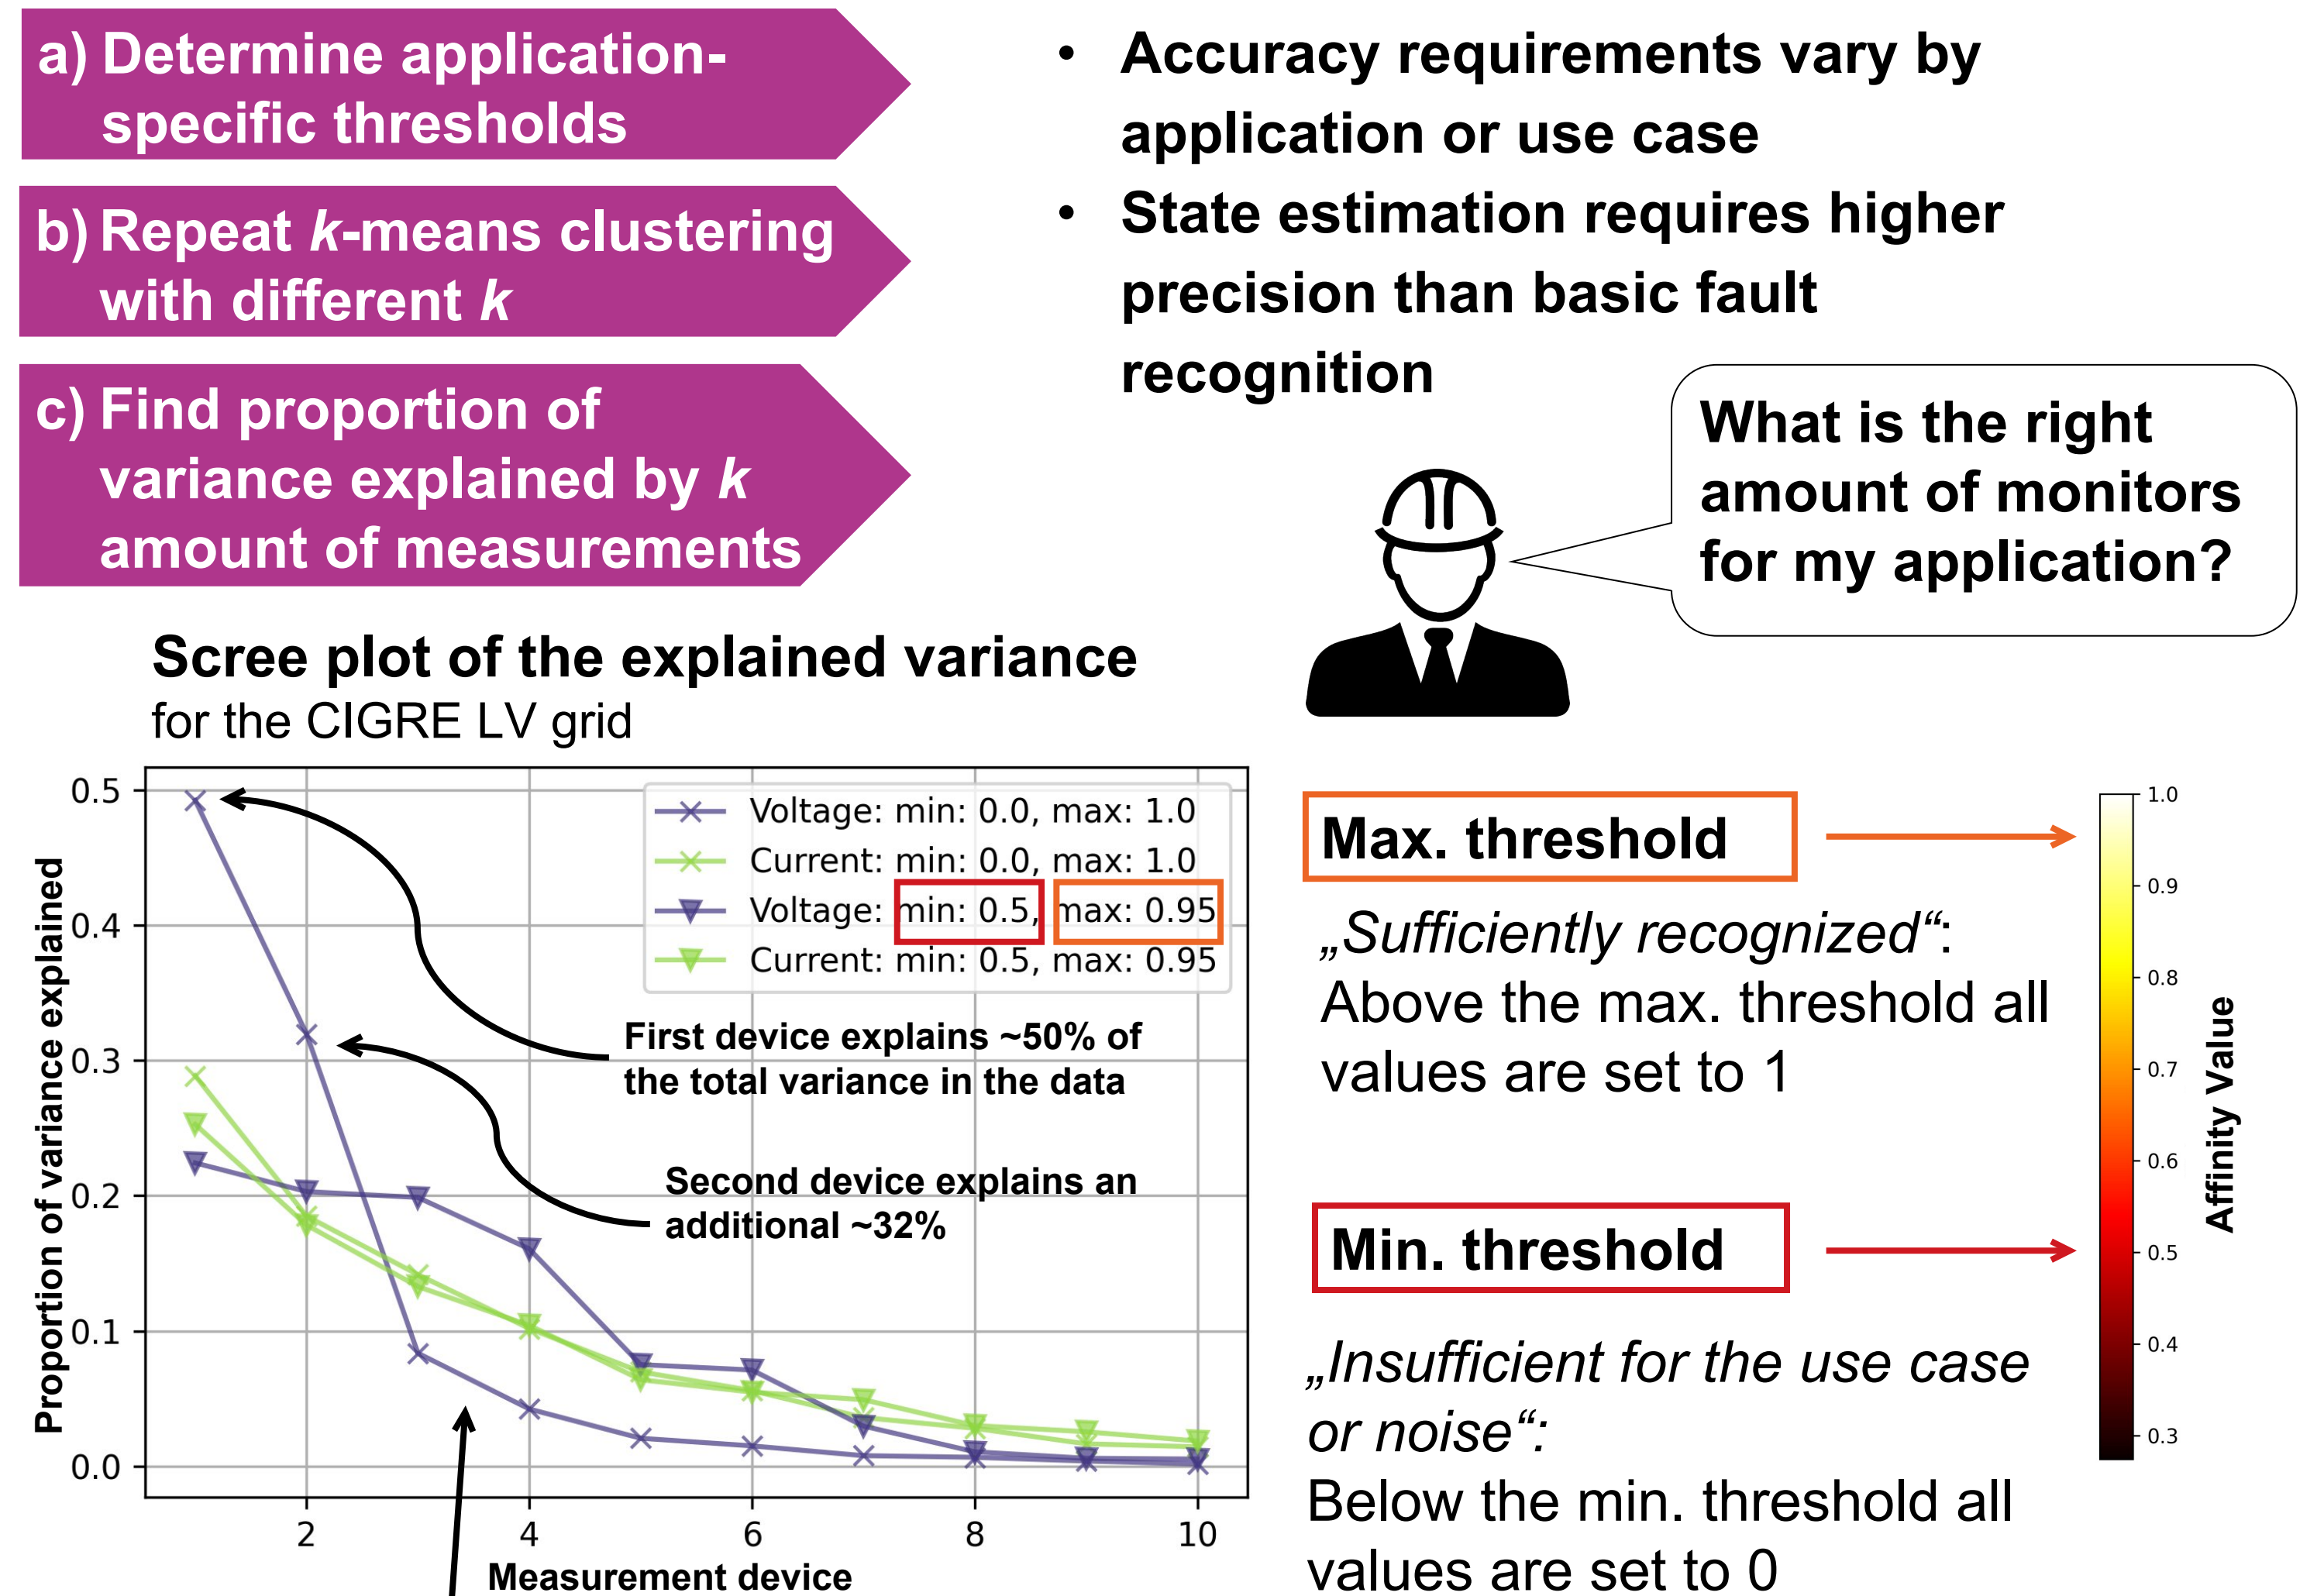 a) Determine application-
specific thresholds
b) Repeat k-means clustering
with different k
c) Find proportion of
variance explained by k
amount of measurements
• Accuracy requirements vary by
application or use case
• State estimation requires higher
precision than basic fault
recognition
What is the right
amount of monitors
for my application?
Scree plot of the explained variance
for the CIGRE LV grid
Proportion of variance explained
0.5
0.4
0.3
0.2
0.1
0.0
Voltage: min: 0.0, max: 1.0
Current: min: 0.0, max: 1.0
Voltage: min: 0.5, max: 0.95
Current: min: 0.5, max: 0.95
First device explains ~50% of
the total variance in the data
Second device explains an
additional ~32%
2
4
6
8
10
Measurement device
Max. threshold
„Sufficiently recognized“:
Above the max. threshold all
values are set to 1
Min. threshold
„Insufficient for the use case
or noise“:
Below the min. threshold all
values are set to 0
1.0
0.9
0.8
0.7
0.6
0.5
0.4
0.3
Affinity Value